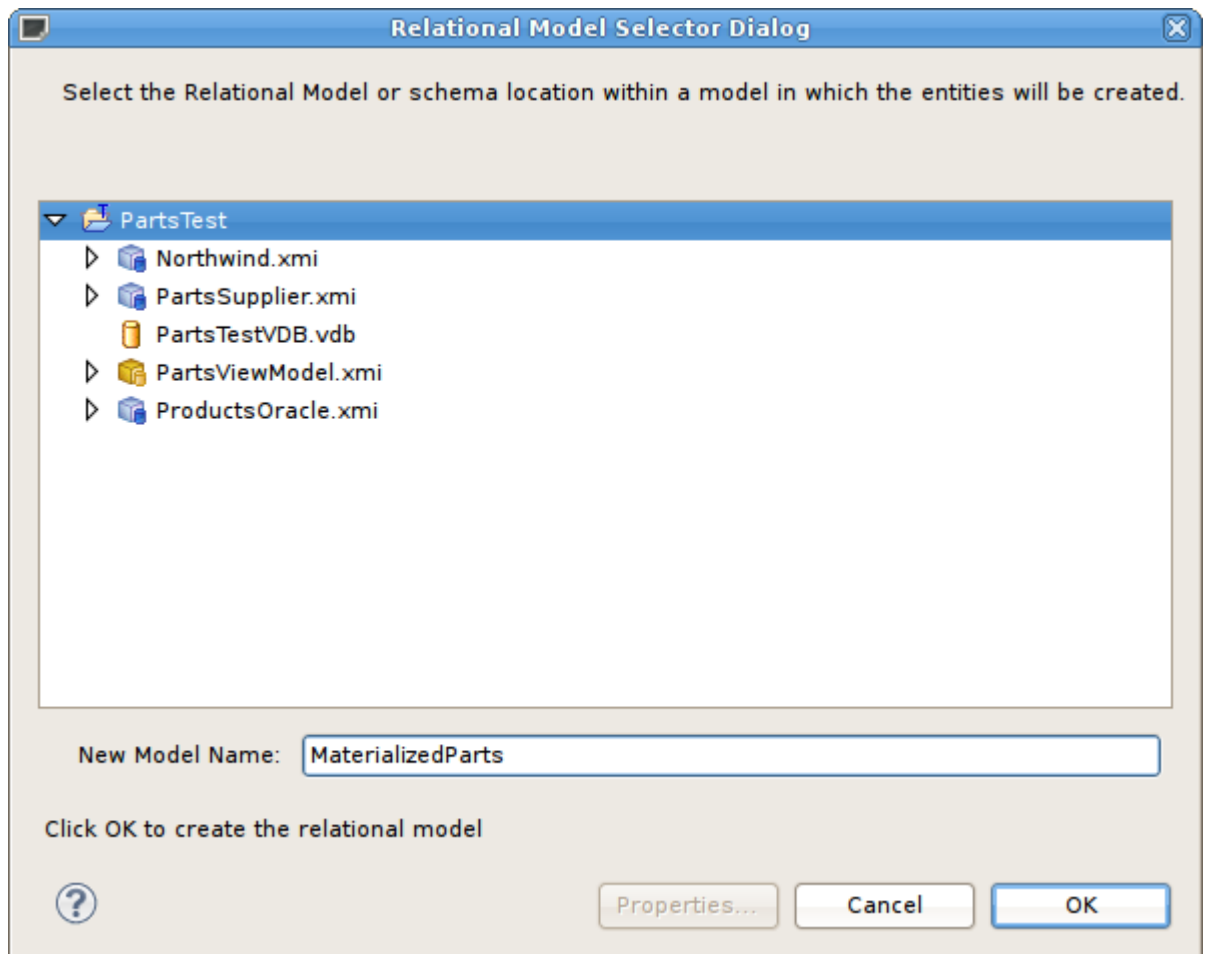 Relational Model Selector Dialog
Select the Relational Model or schema location within a model in which the entities will be created.
PartsTest
Northwind.xmi
PartsSupplier.xmi
PartsTestVDB.vdb
PartsViewModel.xmi
ProductsOracle.xmi
New Model Name: MaterializedParts
Click OK to create the relational model
? Properties... Cancel OK